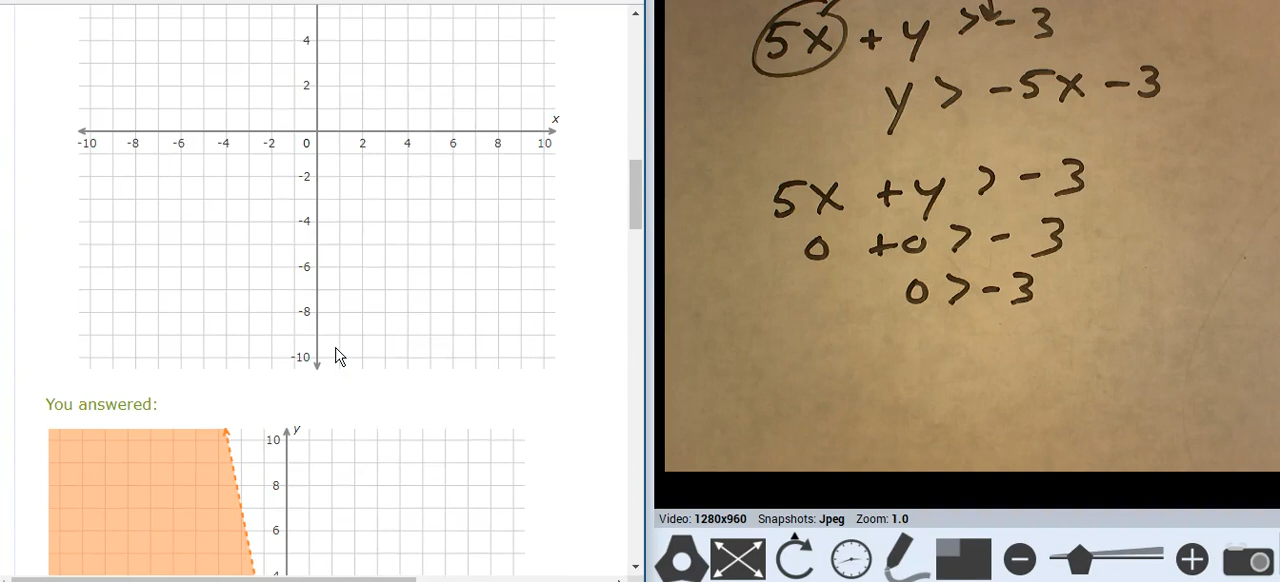 4
2
x
-10 -8 -6 -4 -2 0 2 4 6 8 10
-2
-4
-6
-8
-10
You answered:
y
10
8
6
4
5x + y > - 3
y > -5x - 3
5x + y > - 3
0 + 0 > - 3
0 > - 3
Video: 1280x960 Snapshots: Jpeg Zoom: 1.0